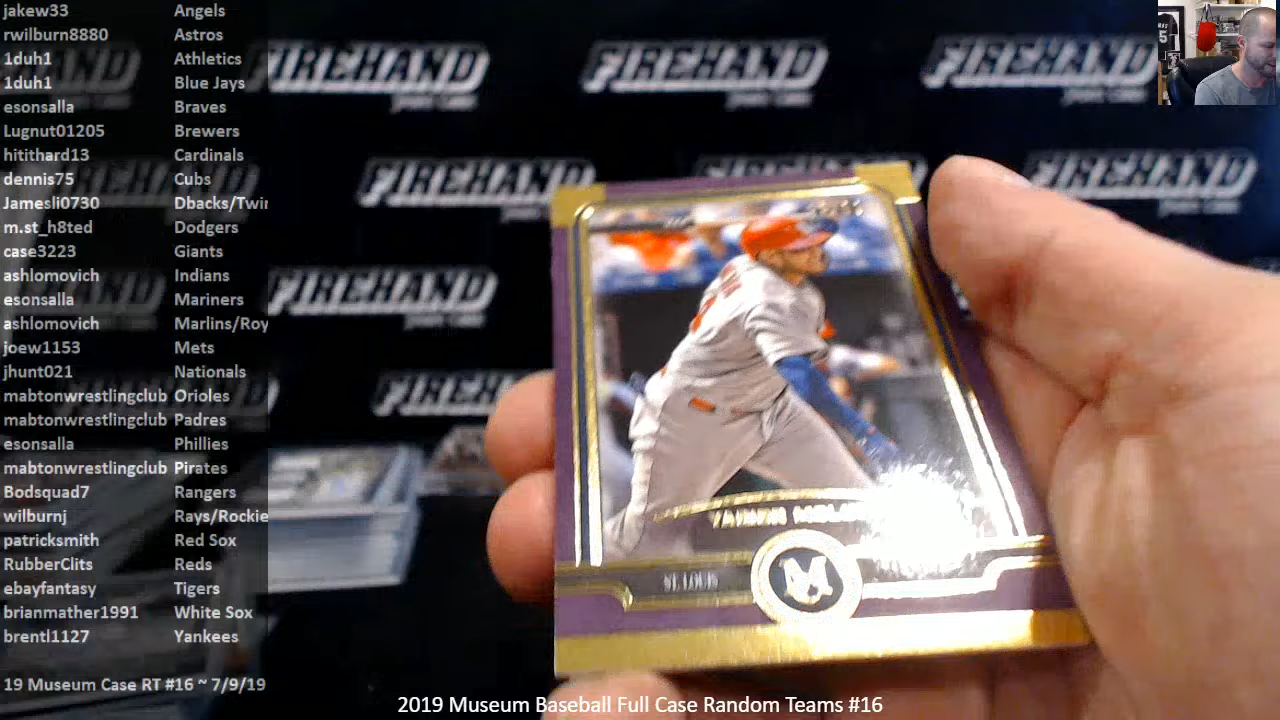 jakew33 Angels
rwilburn8880 Astros
1duh1 Athletics
1duh1 Blue Jays
esonsalla Braves
Lugnut01205 Brewers
hitithard13 Cardinals
dennis75 Cubs
Jamesli0730 Dbacks/Twin
m.st_h8ted Dodgers
case3223 Giants
ashlomovich Indians
esonsalla Mariners
ashlomovich Marlins/Roy
joew1153 Mets
jhunt021 Nationals
mabtonwrestlingclub Orioles
mabtonwrestlingclub Padres
esonsalla Phillies
mabtonwrestlingclub Pirates
Bodsquad7 Rangers
wilburnj Rays/Rockie
patricksmith Red Sox
RubberClits Reds
ebayfantasy Tigers
brianmather1991 White Sox
brentl1127 Yankees
19 Museum Case RT #16 ~ 7/9/19
FIREHAND
FIREHAND
FIREHAND
FIREHAND
FIREHAND
FIREHAND
FIREHAND
YADIER
ST. LOUIS
M
2019 Museum Baseball Full Case Random Teams #16